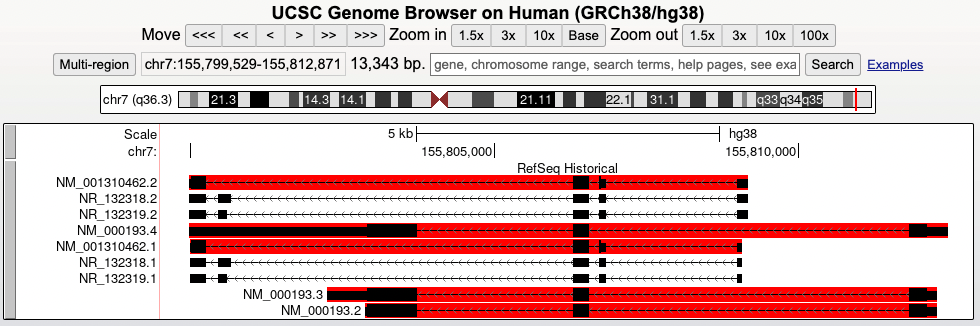 UCSC Genome Browser on Human (GRCh38/hg38)
Move <<< << < > >> >>> Zoom in 1.5x 3x 10x Base Zoom out 1.5x 3x 10x 100x
Multi-region chr7:155,799,529-155,812,871 13,343 bp. gene, chromosome range, search terms, help pages, see exa Search Examples
chr7 (q36.3) 21.3 14.3 14.1 21.11 22.1 31.1 q33 q34 q35
Scale 5 kb hg38
chr7: 155,805,000 155,810,000
RefSeq Historical
NM_001310462.2
NR_132318.2
NR_132319.2
NM_000193.4
NM_001310462.1
NR_132318.1
NR_132319.1
NM_000193.3
NM_000193.2